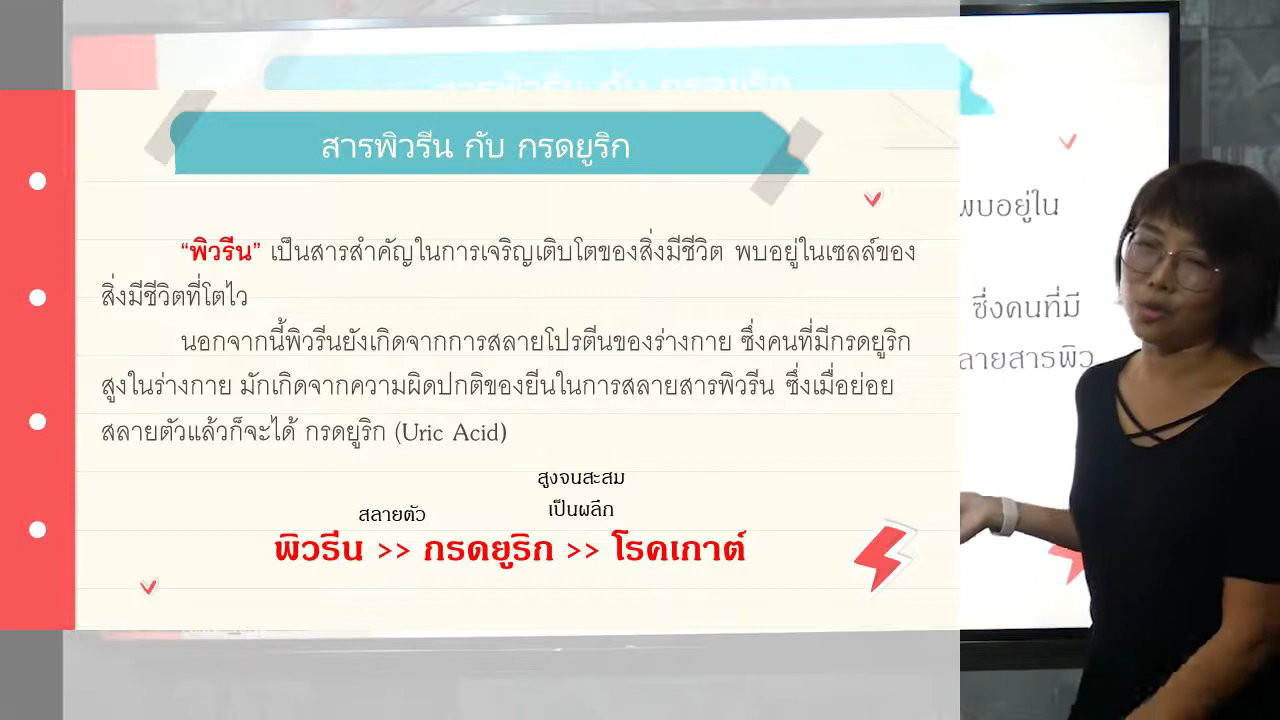 สารพิวรีน กับ กรดยูริก
“พิวรีน” เป็นสารสำคัญในการเจริญเติบโตของสิ่งมีชีวิต พบอยู่ในเซลล์ของ
สิ่งมีชีวิตที่โตไว
นอกจากนี้พิวรีนยังเกิดจากการสลายโปรตีนของร่างกาย ซึ่งคนที่มีกรดยูริก
สูงในร่างกาย มักเกิดจากความผิดปกติของยีนในการสลายสารพิวรีน ซึ่งเมื่อย่อย
สลายตัวแล้วก็จะได้ กรดยูริก (Uric Acid)
สูงจนสะสม
สลายตัว เป็นผลึก
พิวรีน >> กรดยูริก >> โรคเกาต์
พบอยู่ใน
ซึ่งคนที่มี
ลายสารพิว